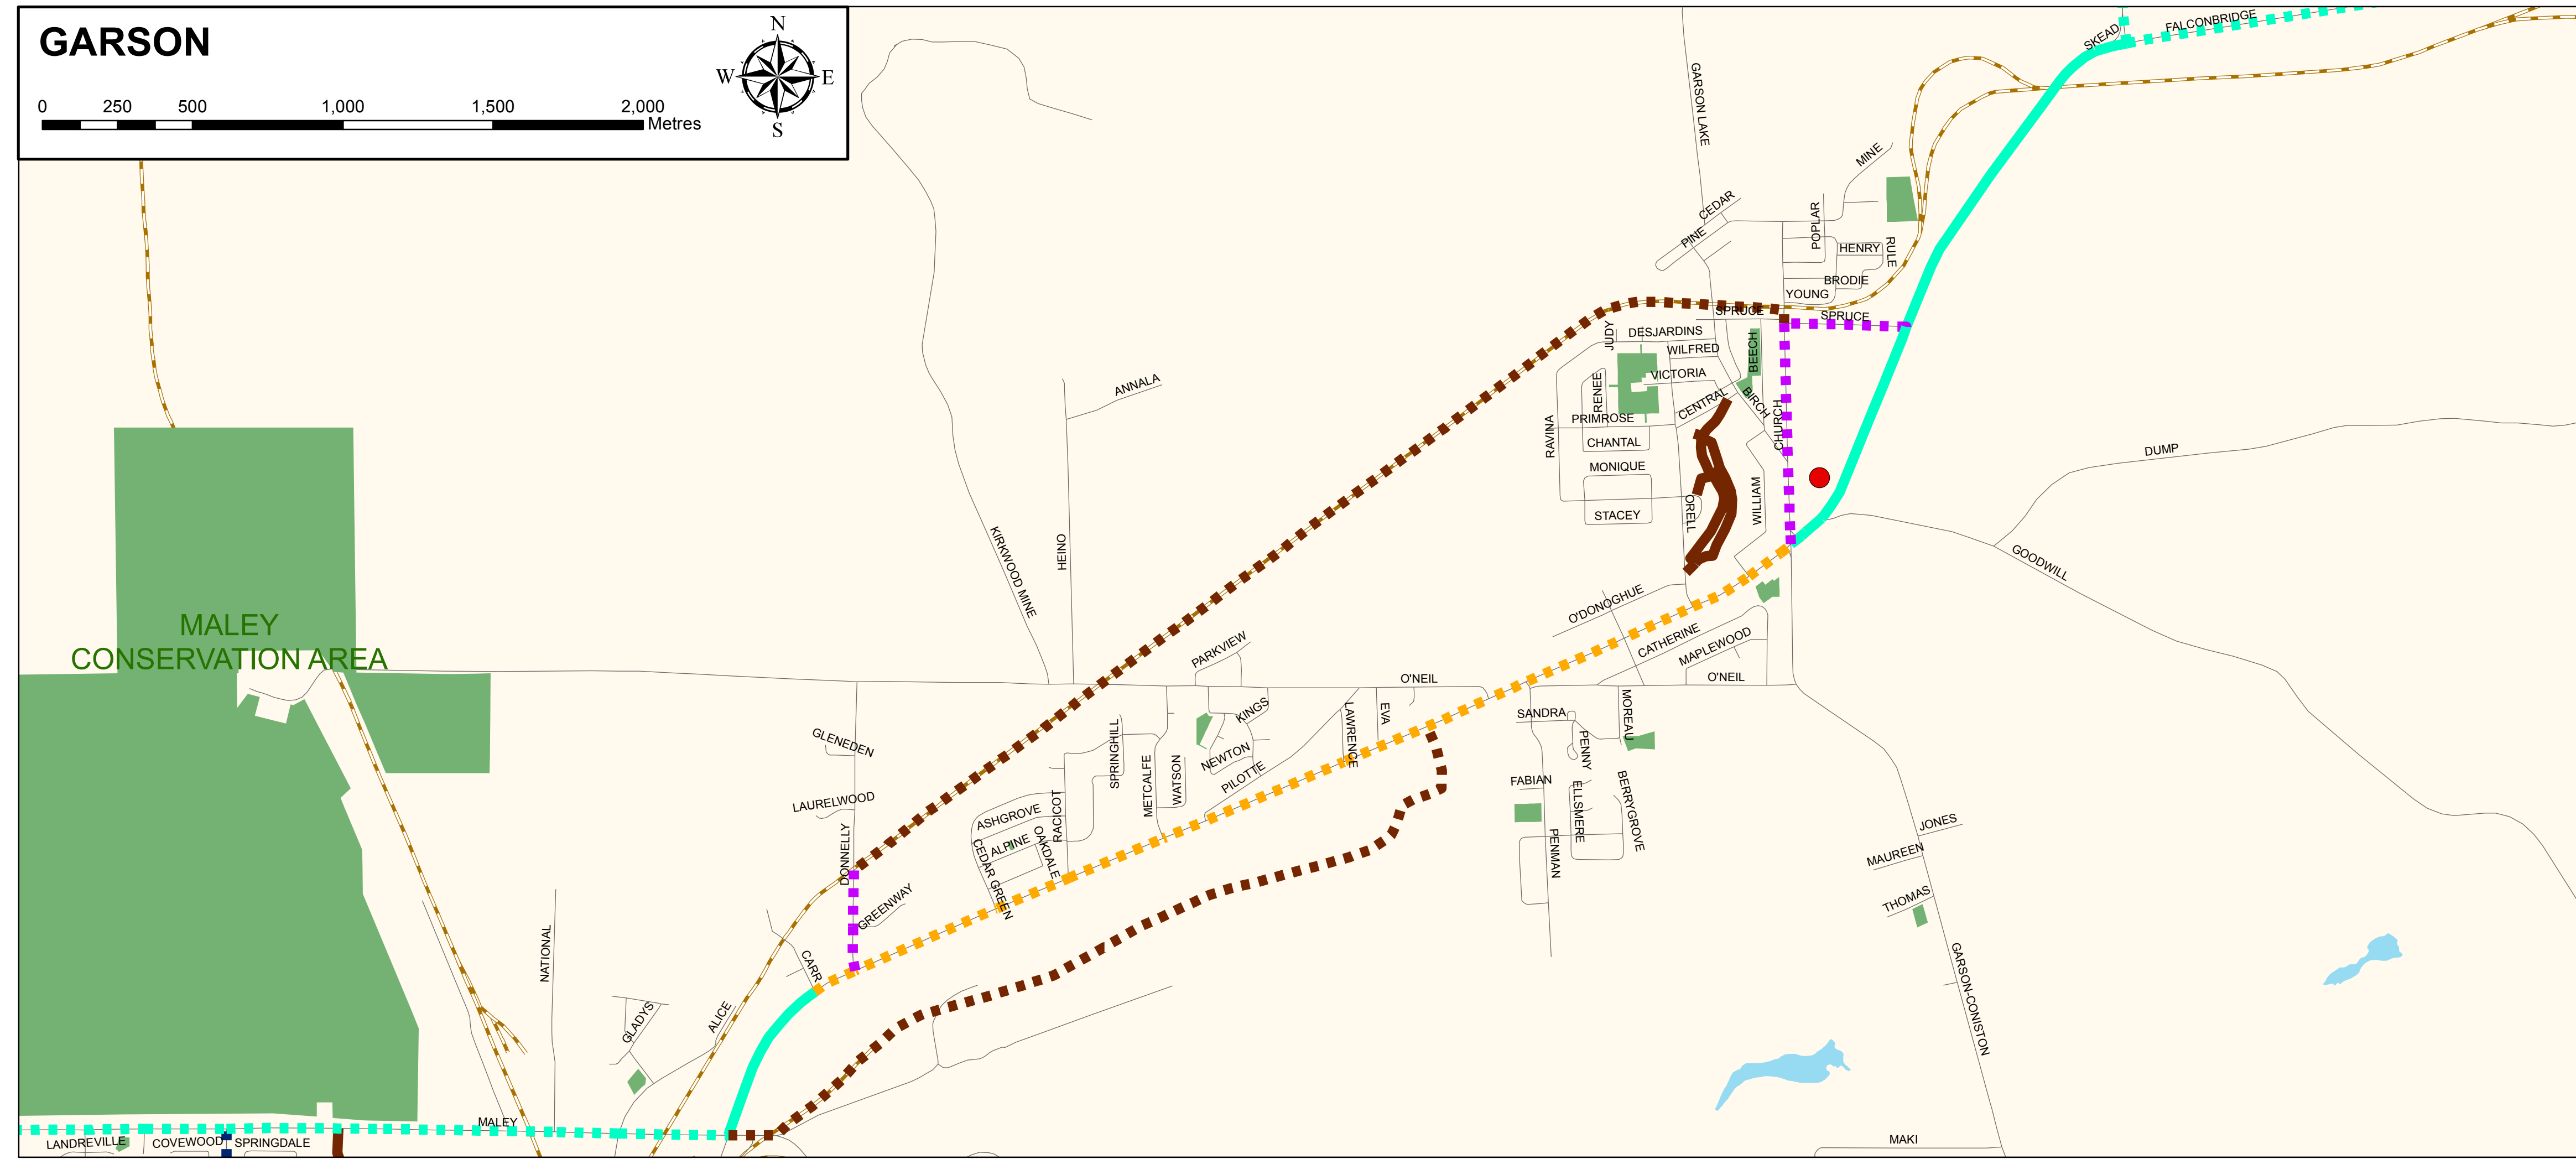 GARSON
N
W E
S
0 250 500 1,000 1,500 2,000
Metres
SKEAD
FALCONBRIDGE
GARSON LAKE
MINE
CEDAR
PINE
POPLAR
HENRY
RULE
BRODIE
YOUNG
SPRUCE
SPRUCE
JUDY
DESJARDINS
WILFRED
BEECH
VICTORIA
RENEE
CENTRAL
BIRCH
PRIMROSE
CHURCH
RAVINA
CHANTAL
MONIQUE
STACEY
ORELL
WILLIAM
ANNALA
DUMP
KIRKWOOD MINE
HEINO
GOODWILL
MALEY
CONSERVATION AREA
O'DONOGHUE
CATHERINE
MAPLEWOOD
PARKVIEW
O'NEIL
O'NEIL
KINGS
LAWRENCE
EVA
SANDRA
MOREAU
PENNY
GLENEDEN
SPRINGHILL
METCALFE
WATSON
NEWTON
PILOTTE
FABIAN
ELLSMERE
BERRYGROVE
PENMAN
LAURELWOOD
DONNELLY
ASHGROVE
ALPINE
OAKDALE
RACICOT
CEDAR GREEN
GREENWAY
JONES
MAUREEN
THOMAS
GARSON-CONISTON
NATIONAL
CARR
GLADYS
ALICE
MALEY
LANDREVILLE
COVEWOOD
SPRINGDALE
MAKI